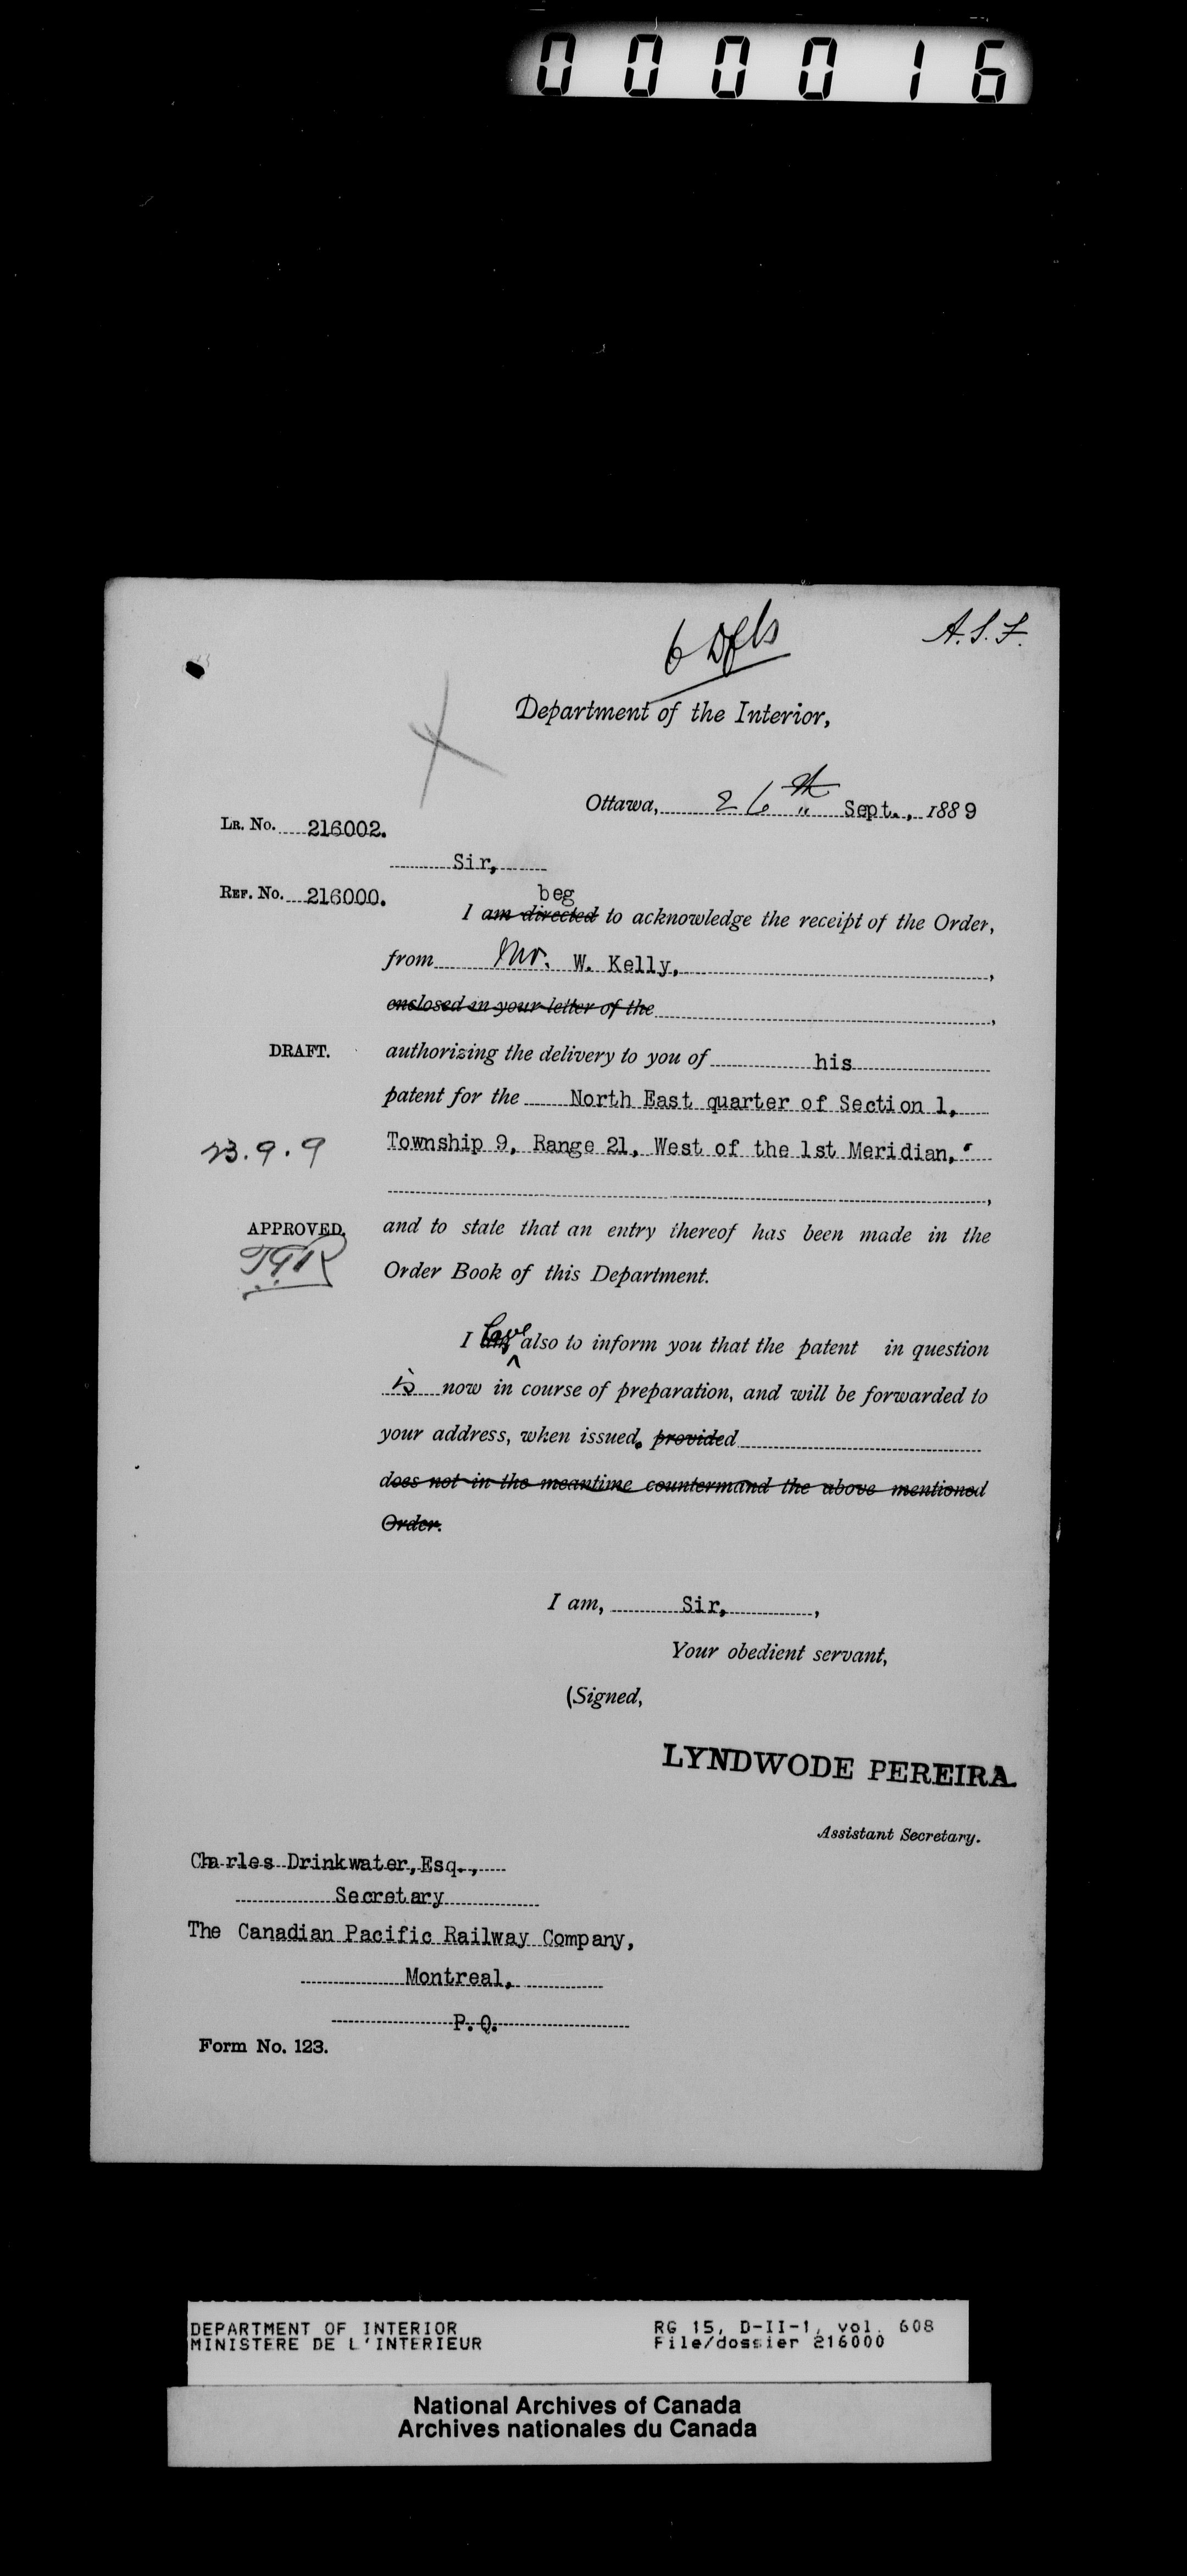 000016
A.S.F.
Department of the Interior,
Ottawa, 26th Sept., 1889
LR. No. 216002.
Sir,
REF. No. 216000.
beg
I am directed to acknowledge the receipt of the Order,
from Mr. W. Kelly,
enclosed in your letter of the
DRAFT.
authorizing the delivery to you of his
patent for the North East quarter of Section 1,
23.9.9
Township 9, Range 21, West of the 1st Meridian,
APPROVED.
and to state that an entry thereof has been made in the
Order Book of this Department.
I also to inform you that the patent in question
is now in course of preparation, and will be forwarded to
your address, when issued. provided
does not in the meantime countermand the above mentioned
Order.
I am, Sir,
Your obedient servant,
(Signed,
LYNDWODE PEREIRA.
Assistant Secretary.
Charles Drinkwater, Esq.,
Secretary
The Canadian Pacific Railway Company,
Montreal,
P. Q.
Form No. 123.
DEPARTMENT OF INTERIOR
MINISTERE DE L'INTERIEUR
RG 15, D-II-1, vol. 608
File/dossier 216000
National Archives of Canada
Archives nationales du Canada